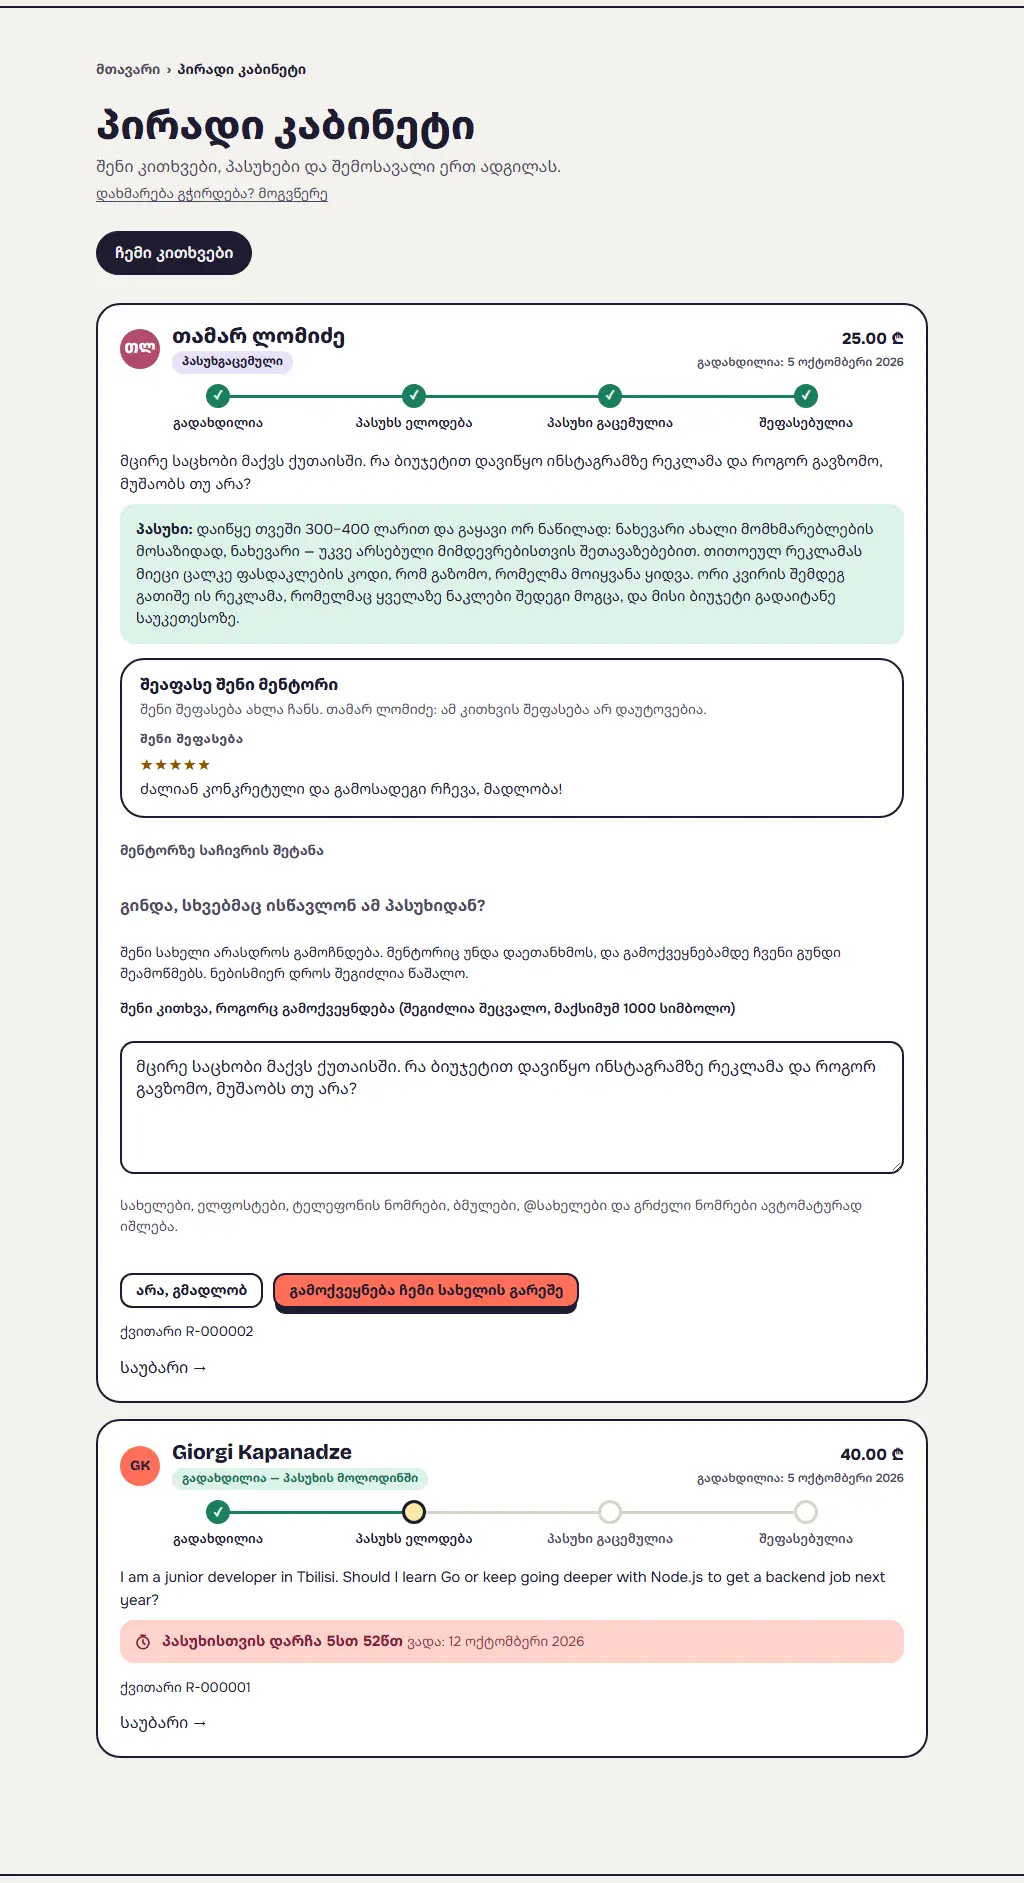 მთავარი › პირადი კაბინეტი
პირადი კაბინეტი
შენი კითხვები, პასუხები და შემოსავალი ერთ ადგილას.
დახმარება გჭირდება? მოგვწერე
ჩემი კითხვები
თლ
თამარ ლომიძე
25.00 ₾
პასუხგაცემული
გადახდილია: 5 ოქტომბერი 2026
გადახდილია
პასუხს ელოდება
პასუხი გაცემულია
შეფასებულია
მცირე საცხობი მაქვს ქუთაისში. რა ბიუჯეტით დავიწყო ინსტაგრამზე რეკლამა და როგორ გავზომო,
მუშაობს თუ არა?
პასუხი: დაიწყე თვეში 300–400 ლარით და გაყავი ორ ნაწილად: ნახევარი ახალი მომხმარებლების
მოსაზიდად, ნახევარი — უკვე არსებული მიმდევრებისთვის შეთავაზებებით. თითოეულ რეკლამას
მიეცი ცალკე ფასდაკლების კოდი, რომ გაზომო, რომელმა მოიყვანა ყიდვა. ორი კვირის შემდეგ
გათიშე ის რეკლამა, რომელმაც ყველაზე ნაკლები შედეგი მოგცა, და მისი ბიუჯეტი გადაიტანე
საუკეთესოზე.
შეაფასე შენი მენტორი
შენი შეფასება ახლა ჩანს. თამარ ლომიძე: ამ კითხვის შეფასება არ დაუტოვებია.
შენი შეფასება
★★★★★
ძალიან კონკრეტული და გამოსადეგი რჩევა, მადლობა!
მენტორზე საჩივრის შეტანა
გინდა, სხვებმაც ისწავლონ ამ პასუხიდან?
შენი სახელი არასდროს გამოჩნდება. მენტორიც უნდა დაეთანხმოს, და გამოქვეყნებამდე ჩვენი გუნდი
შეამოწმებს. ნებისმიერ დროს შეგიძლია წაშალო.
შენი კითხვა, როგორც გამოქვეყნდება (შეგიძლია შეცვალო, მაქსიმუმ 1000 სიმბოლო)
მცირე საცხობი მაქვს ქუთაისში. რა ბიუჯეტით დავიწყო ინსტაგრამზე რეკლამა და როგორ
გავზომო, მუშაობს თუ არა?
სახელები, ელფოსტები, ტელეფონის ნომრები, ბმულები, @სახელები და გრძელი ნომრები ავტომატურად
იშლება.
არა, გმადლობ
გამოქვეყნება ჩემი სახელის გარეშე
ქვითარი R-000002
საუბარი →
GK
Giorgi Kapanadze
40.00 ₾
გადახდილია — პასუხის მოლოდინში
გადახდილია: 5 ოქტომბერი 2026
გადახდილია
პასუხს ელოდება
პასუხი გაცემულია
შეფასებულია
I am a junior developer in Tbilisi. Should I learn Go or keep going deeper with Node.js to get a backend job next
year?
პასუხისთვის დარჩა 5სთ 52წთ ვადა: 12 ოქტომბერი 2026
ქვითარი R-000001
საუბარი →